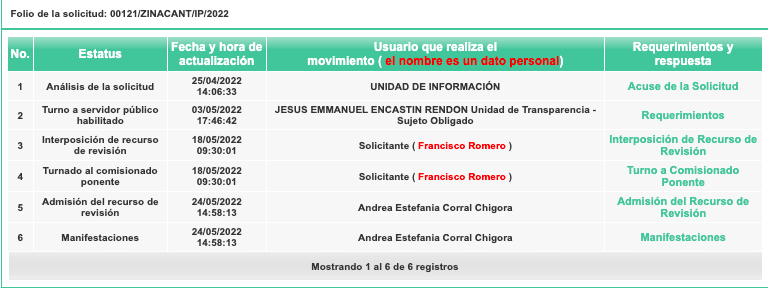 Folio de la solicitud: 00121/ZINACANT/IP/2022
No. Estatus Fecha y hora de actualización Usuario que realiza el movimiento ( el nombre es un dato personal) Requerimientos y respuesta
1 Análisis de la solicitud 25/04/2022 14:06:33 UNIDAD DE INFORMACIÓN Acuse de la Solicitud
2 Turno a servidor público habilitado 03/05/2022 17:46:42 JESUS EMMANUEL ENCASTIN RENDON Unidad de Transparencia - Sujeto Obligado Requerimientos
3 Interposición de recurso de revisión 18/05/2022 09:30:01 Solicitante ( Francisco Romero ) Interposición de Recurso de Revisión
4 Turnado al comisionado ponente 18/05/2022 09:30:01 Solicitante ( Francisco Romero ) Turno a Comisionado Ponente
5 Admisión del recurso de revisión 24/05/2022 14:58:13 Andrea Estefania Corral Chigora Admisión del Recurso de Revisión
6 Manifestaciones 24/05/2022 14:58:13 Andrea Estefania Corral Chigora Manifestaciones
Mostrando 1 al 6 de 6 registros